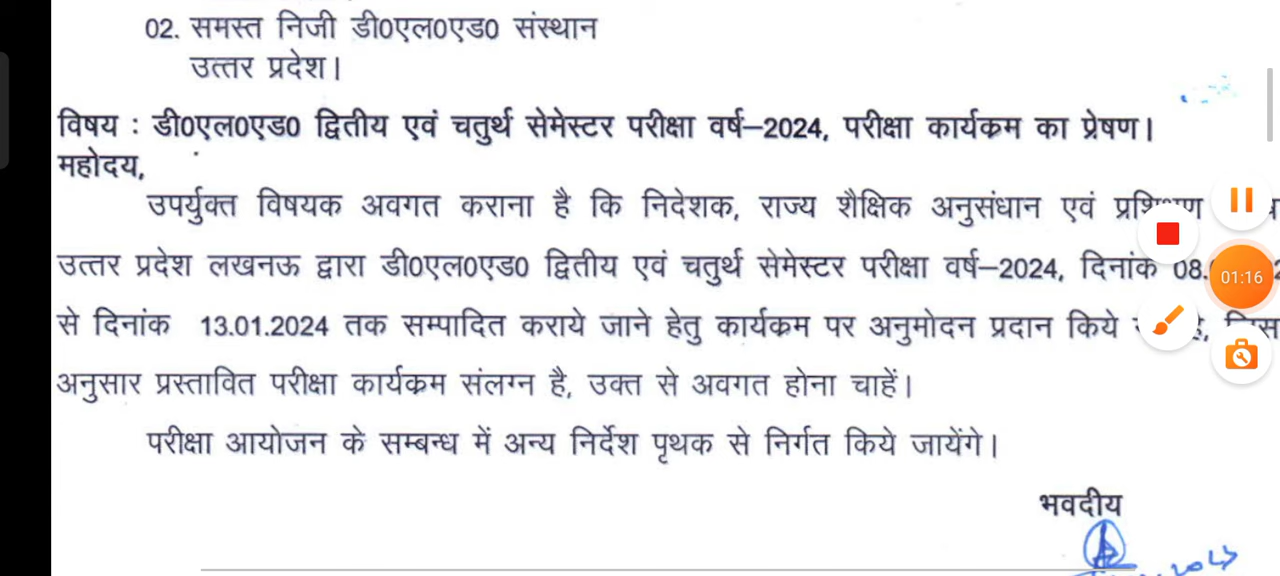 02. समस्त निजी डी0एल0एड0 संस्थान
उत्तर प्रदेश।
विषय : डी0एल0एड0 द्वितीय एवं चतुर्थ सेमेस्टर परीक्षा वर्ष–2024, परीक्षा कार्यक्रम का प्रेषण।
महोदय,
उपर्युक्त विषयक अवगत कराना है कि निदेशक, राज्य शैक्षिक अनुसंधान एवं
उत्तर प्रदेश लखनऊ द्वारा डी0एल0एड0 द्वितीय एवं चतुर्थ सेमेस्टर परीक्षा वर्ष–2024, दिनांक 08.
01:16
से दिनांक 13.01.2024 तक सम्पादित कराये जाने हेतु कार्यक्रम पर अनुमोदन प्रदान किये
अनुसार प्रस्तावित परीक्षा कार्यक्रम संलग्न है, उक्त से अवगत होना चाहें।
परीक्षा आयोजन के सम्बन्ध में अन्य निर्देश पृथक से निर्गत किये जायेंगे।
भवदीय